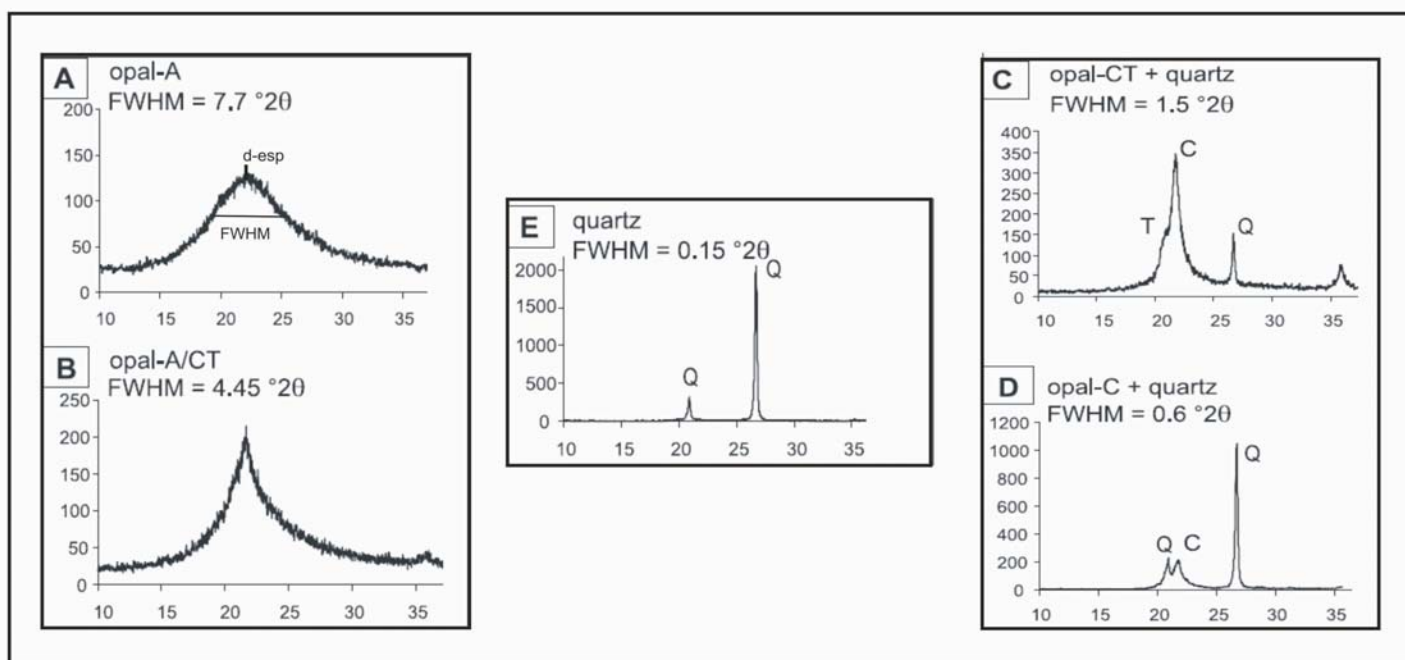 A
opal-A
FWHM = 7.7 °2θ
200
150
100
50
0
d-esp
FWHM
10 15 20 25 30 35
B
opal-A/CT
FWHM = 4.45 °2θ
250
200
150
100
50
0
10 15 20 25 30 35
E
quartz
FWHM = 0.15 °2θ
2000
1500
1000
500
0
Q
Q
10 15 20 25 30 35
C
opal-CT + quartz
FWHM = 1.5 °2θ
400
350
300
250
200
150
100
50
0
C
T
Q
10 15 20 25 30 35
D
opal-C + quartz
FWHM = 0.6 °2θ
1200
1000
800
600
400
200
0
Q
Q C
10 15 20 25 30 35